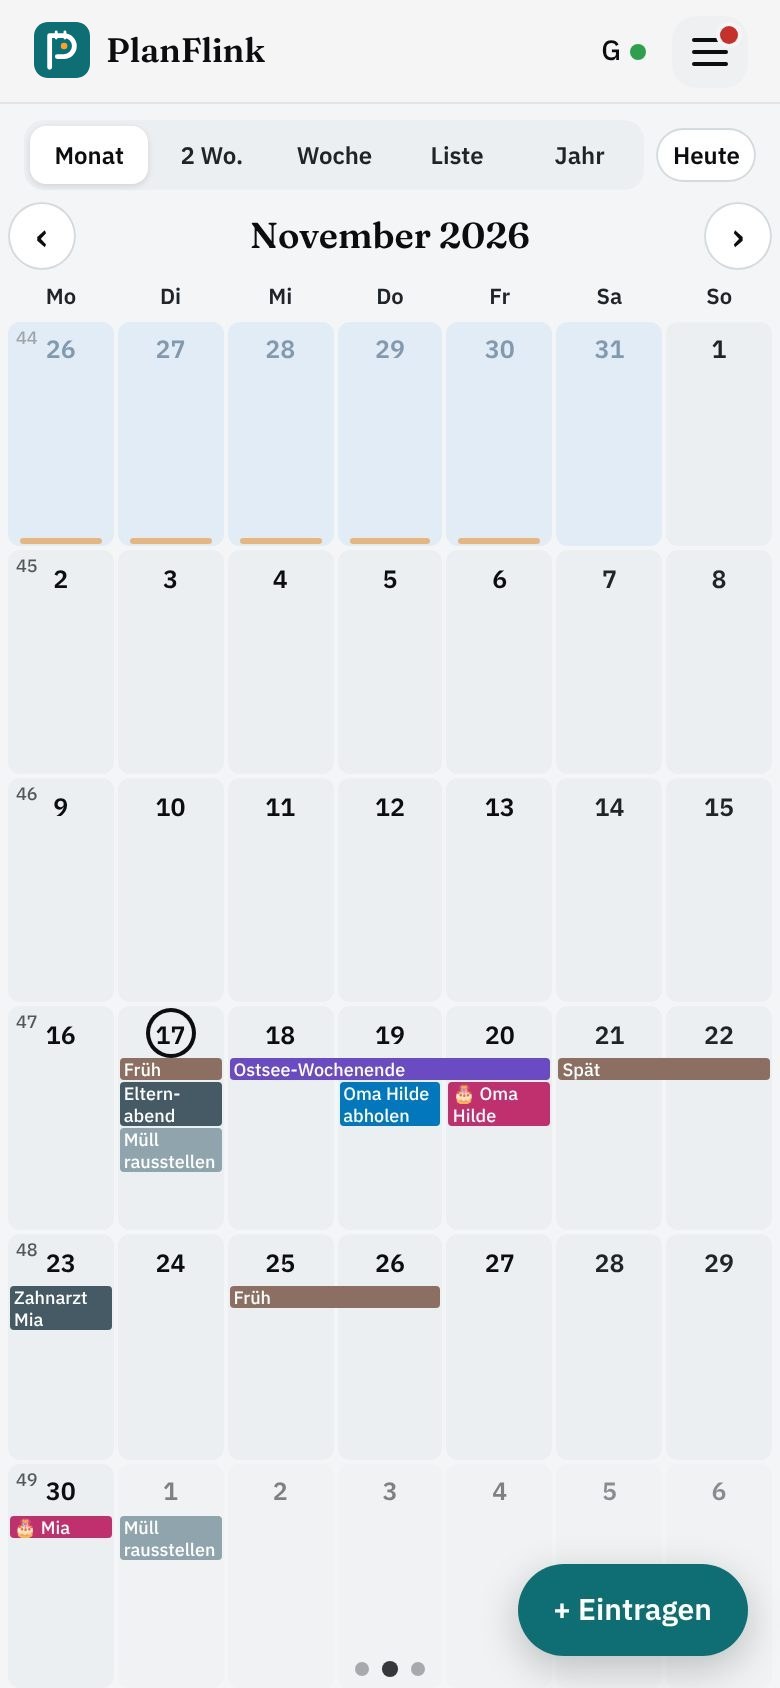 PlanFlink
G
Monat 2 Wo. Woche Liste Jahr Heute
‹ November 2026 ›
Mo Di Mi Do Fr Sa So
44 26 27 28 29 30 31 1
45 2 3 4 5 6 7 8
46 9 10 11 12 13 14 15
47 16 17 18 19 20 21 22
Früh Ostsee-Wochenende Spät
Eltern-
abend
Oma Hilde
abholen
🎂 Oma
Hilde
Müll
rausstellen
48 23 24 25 26 27 28 29
Zahnarzt
Mia
Früh
49 30 1 2 3 4 5 6
🎂 Mia
Müll
rausstellen
+ Eintragen